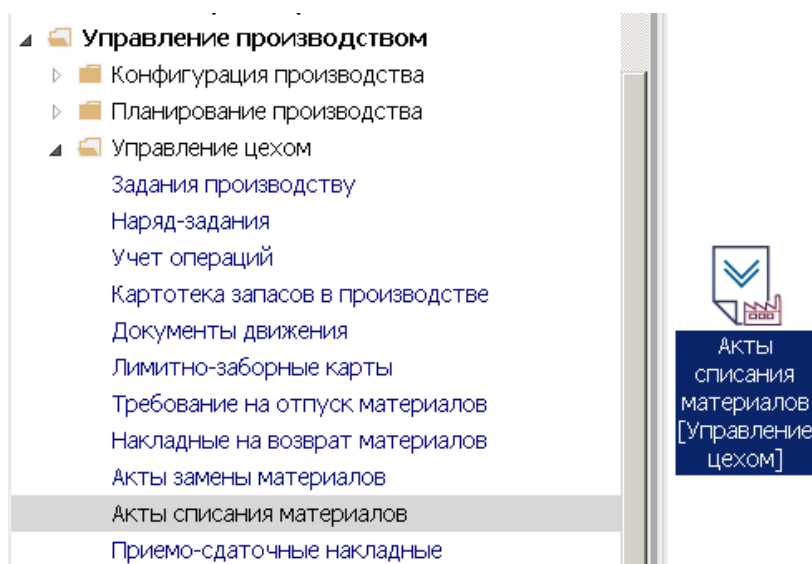 Управление производством
Конфигурация производства
Планирование производства
Управление цехом
Задания производству
Наряд-задания
Учет операций
Картотека запасов в производстве
Документы движения
Лимитно-заборные карты
Требование на отпуск материалов
Накладные на возврат материалов
Акты замены материалов
Акты списания материалов
Приемо-сдаточные накладные
Акты
списания
материалов
[Управление
цехом]